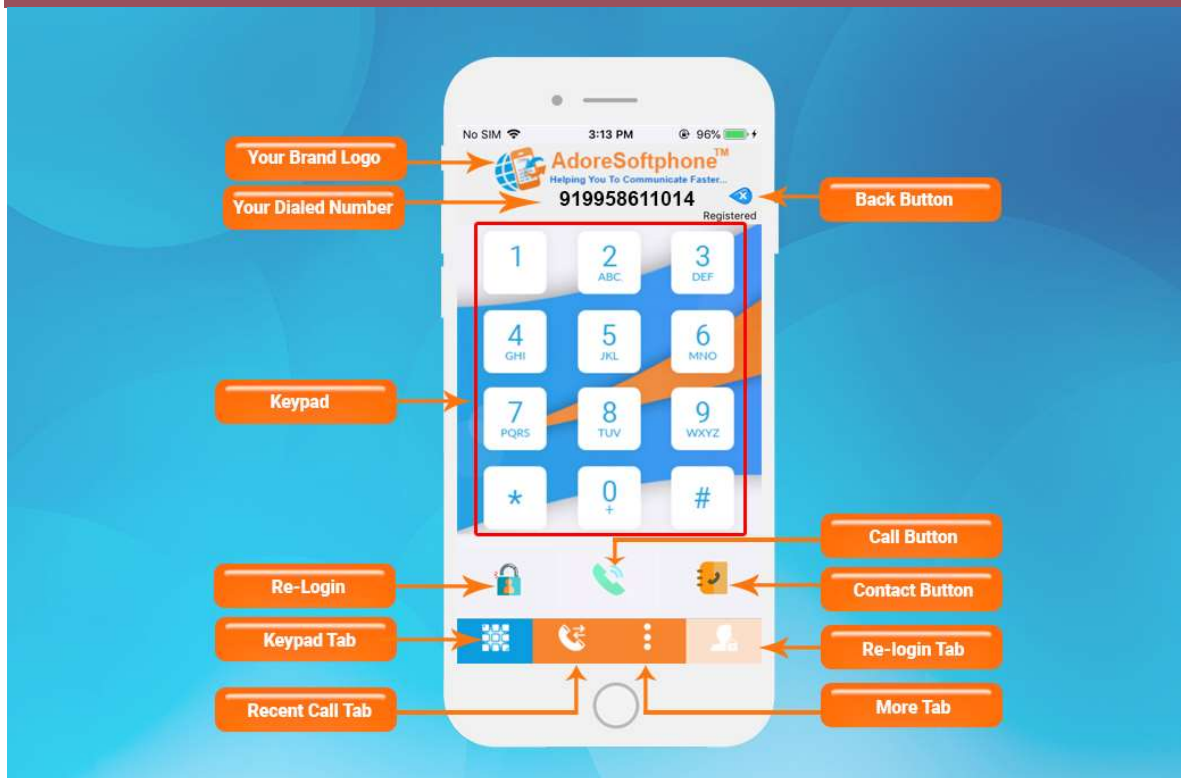 No SIM 3:13 PM 96%
Your Brand Logo
AdoreSoftphone™
Helping You To Communicate Faster...
Your Dialed Number
919958611014
Back Button
Registered
1 2 3
ABC DEF
4 5 6
GHI JKL MNO
Keypad
7 8 9
PQRS TUV WXYZ
* 0 #
+
Call Button
Re-Login
Contact Button
Keypad Tab
Re-login Tab
Recent Call Tab
More Tab